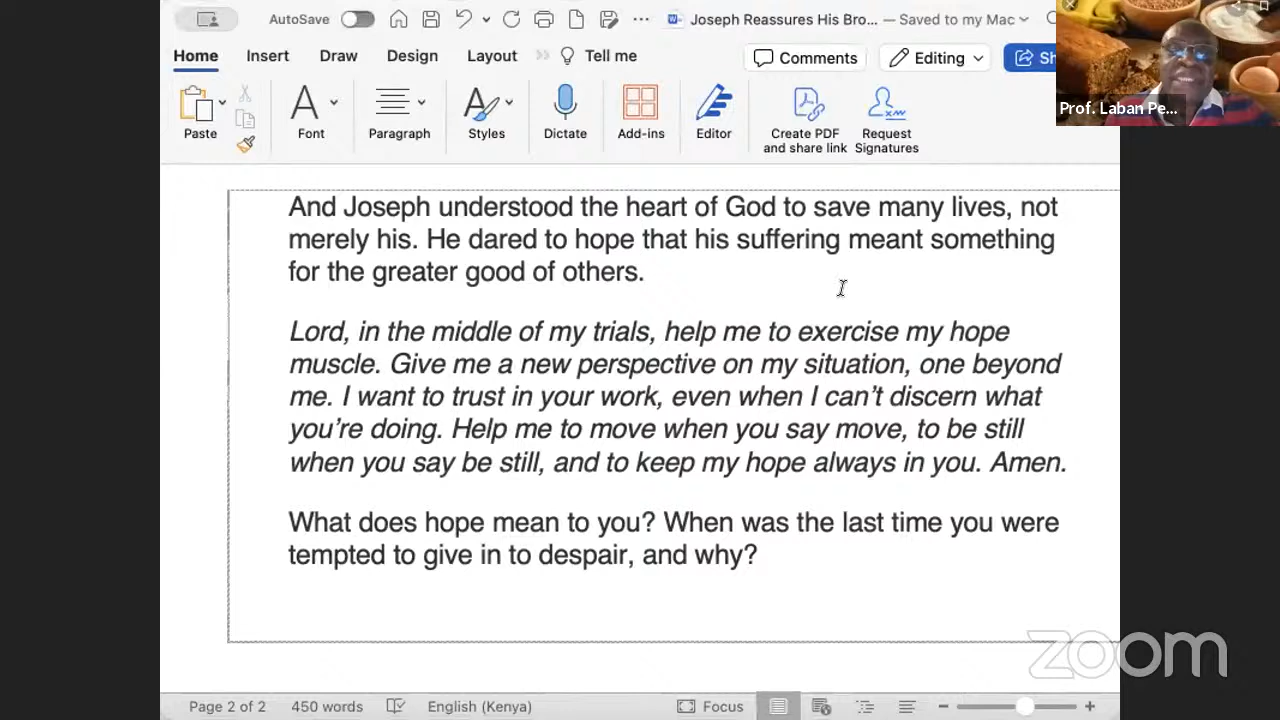 AutoSave
Joseph Reassures His Bro... — Saved to my Mac
Home Insert Draw Design Layout Tell me
Comments Editing Sh
Paste Font Paragraph Styles Dictate Add-ins Editor Create PDF and share link Request Signatures
Prof. Laban Pe...
And Joseph understood the heart of God to save many lives, not
merely his. He dared to hope that his suffering meant something
for the greater good of others.
Lord, in the middle of my trials, help me to exercise my hope
muscle. Give me a new perspective on my situation, one beyond
me. I want to trust in your work, even when I can’t discern what
you’re doing. Help me to move when you say move, to be still
when you say be still, and to keep my hope always in you. Amen.
What does hope mean to you? When was the last time you were
tempted to give in to despair, and why?
zoom
Page 2 of 2 450 words English (Kenya) Focus